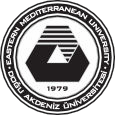 EASTERN MEDITERRANEAN UNIVERSITY
1979
DOĞU AKDENİZ ÜNİVERSİTESİ